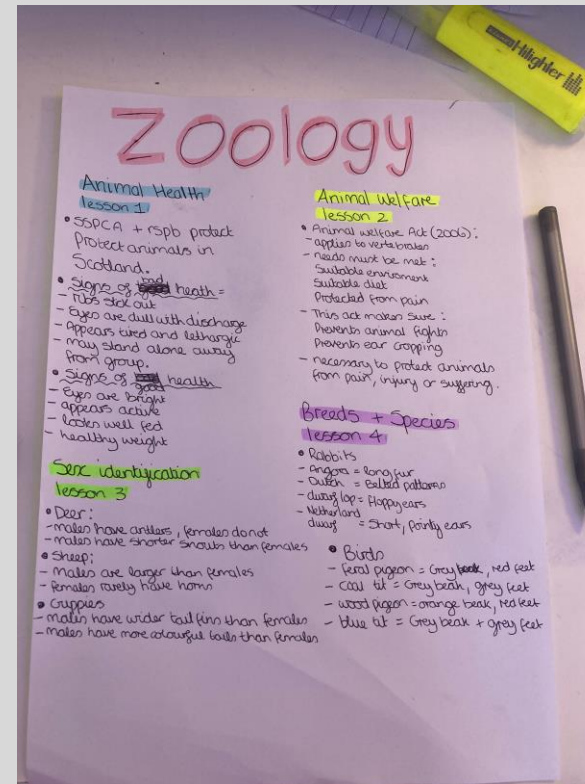 Hilighter
Zoology
Animal Health
lesson 1
• SSPCA + rspb protect
Protect animals in
Scotland.
• Signs of bad heath =
- ribs stick out
- Eyes are dull with discharge
- Appears tired and lethargic
- may stand alone away
from group.
• Signs of good health
- Eyes are bright
- appears active
- looks well fed
- healthy weight
Sex identification
lesson 3
• Deer:
- males have antlers, females do not
- males have shorter snouts than females
• Sheep:
- males are larger than females
- females rarely have horns
• Guppies
- males have wider tail fins than females
- males have more colourful tails than females
Animal welfare
lesson 2
• Animal welfare Act (2006):
- applies to vertebrates
- needs must be met:
Suitable enviroment
Suitable diet
Protected from pain
- This act makes sure:
Prevents animal fights
Prevents ear cropping
- necessary to protect animals
from pain, injury or suffering.
Breeds + Species
lesson 4
• Rabbits
- Angora = long fur
- Dutch = Belted patterns
- dwarf lop = Floppy ears
- Netherland
dwarf = Short, pointy ears
• Birds
- feral pigeon = Grey beak, red feet
- coal tit = Grey beak, grey feet
- wood pigeon = orange beak, red feet
- blue tit = Grey beak + grey feet